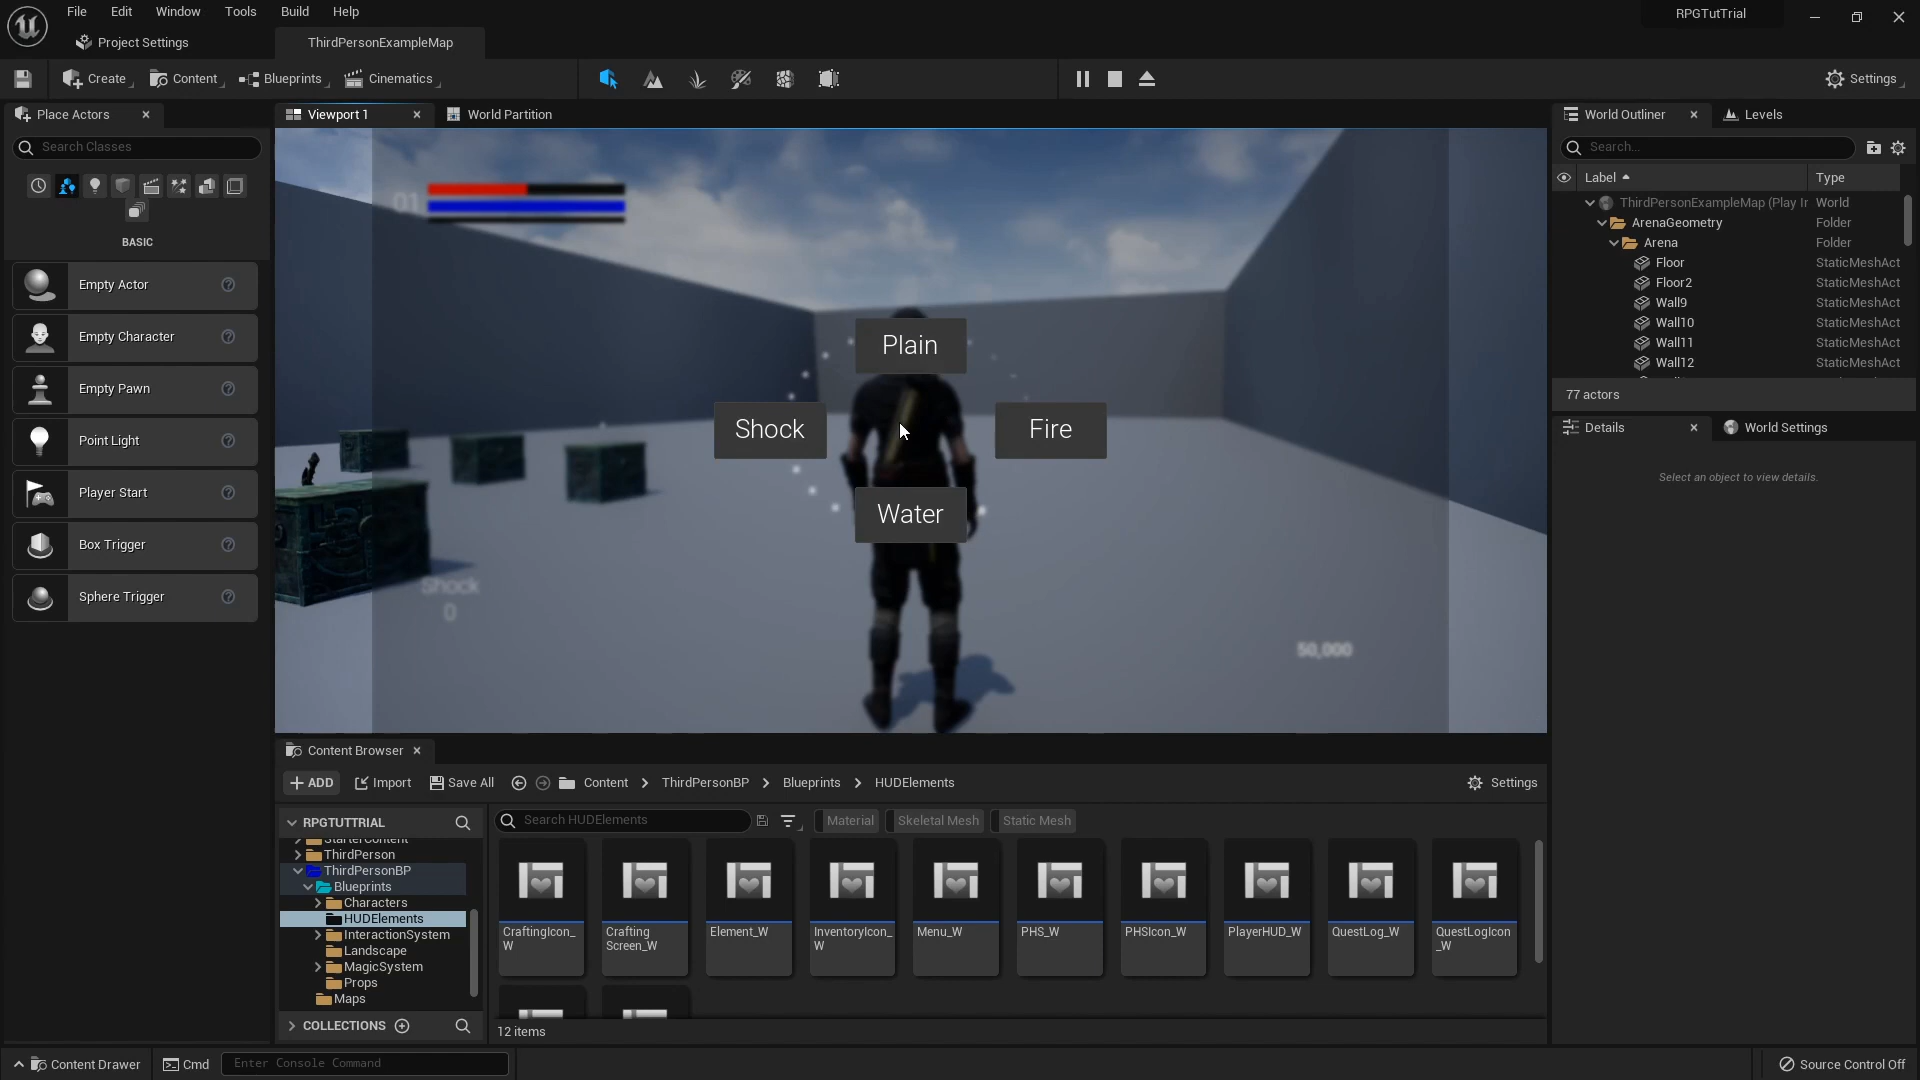 File Edit Window Tools Build Help
RPGTutTrial
Project Settings
ThirdPersonExampleMap
Create
Content
Blueprints
Cinematics
Settings
Place Actors
Viewport 1
World Partition
World Outliner
Levels
Search Classes
Search...
Label
Type
BASIC
Empty Actor
Empty Character
Empty Pawn
Point Light
Player Start
Box Trigger
Sphere Trigger
01
Plain
Shock
Fire
Water
Shock
0
50,000
ThirdPersonExampleMap (Play Ir World
ArenaGeometry Folder
Arena Folder
Floor StaticMeshAct
Floor2 StaticMeshAct
Wall9 StaticMeshAct
Wall10 StaticMeshAct
Wall11 StaticMeshAct
Wall12 StaticMeshAct
77 actors
Details
World Settings
Select an object to view details.
Content Browser
ADD
Import
Save All
Content
ThirdPersonBP
Blueprints
HUDElements
Settings
RPGTUTTRIAL
Search HUDElements
Material
Skeletal Mesh
Static Mesh
StarterContent
ThirdPerson
ThirdPersonBP
Blueprints
Characters
HUDElements
InteractionSystem
Landscape
MagicSystem
Props
Maps
COLLECTIONS
CraftingIcon_
W
Crafting
Screen_W
Element_W
InventoryIcon_
W
Menu_W
PHS_W
PHSIcon_W
PlayerHUD_W
QuestLog_W
QuestLogIcon
_W
12 items
Content Drawer
Cmd
Enter Console Command
Source Control Off